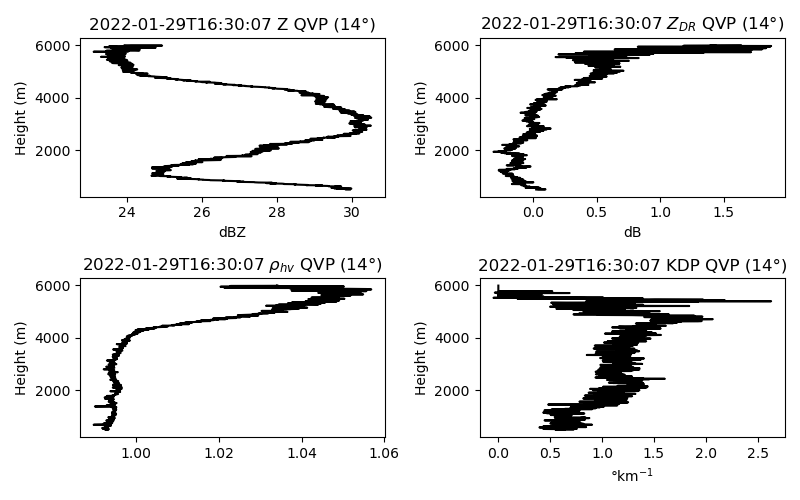 2022-01-29T16:30:07 Z QVP (14°)
6000
4000
2000
Height (m)
24 26 28 30
dBZ
2022-01-29T16:30:07 Z_DR QVP (14°)
6000
4000
2000
Height (m)
0.0 0.5 1.0 1.5
dB
2022-01-29T16:30:07 ρ_hv QVP (14°)
6000
4000
2000
Height (m)
1.00 1.02 1.04 1.06
2022-01-29T16:30:07 KDP QVP (14°)
6000
4000
2000
Height (m)
0.0 0.5 1.0 1.5 2.0 2.5
°km⁻¹